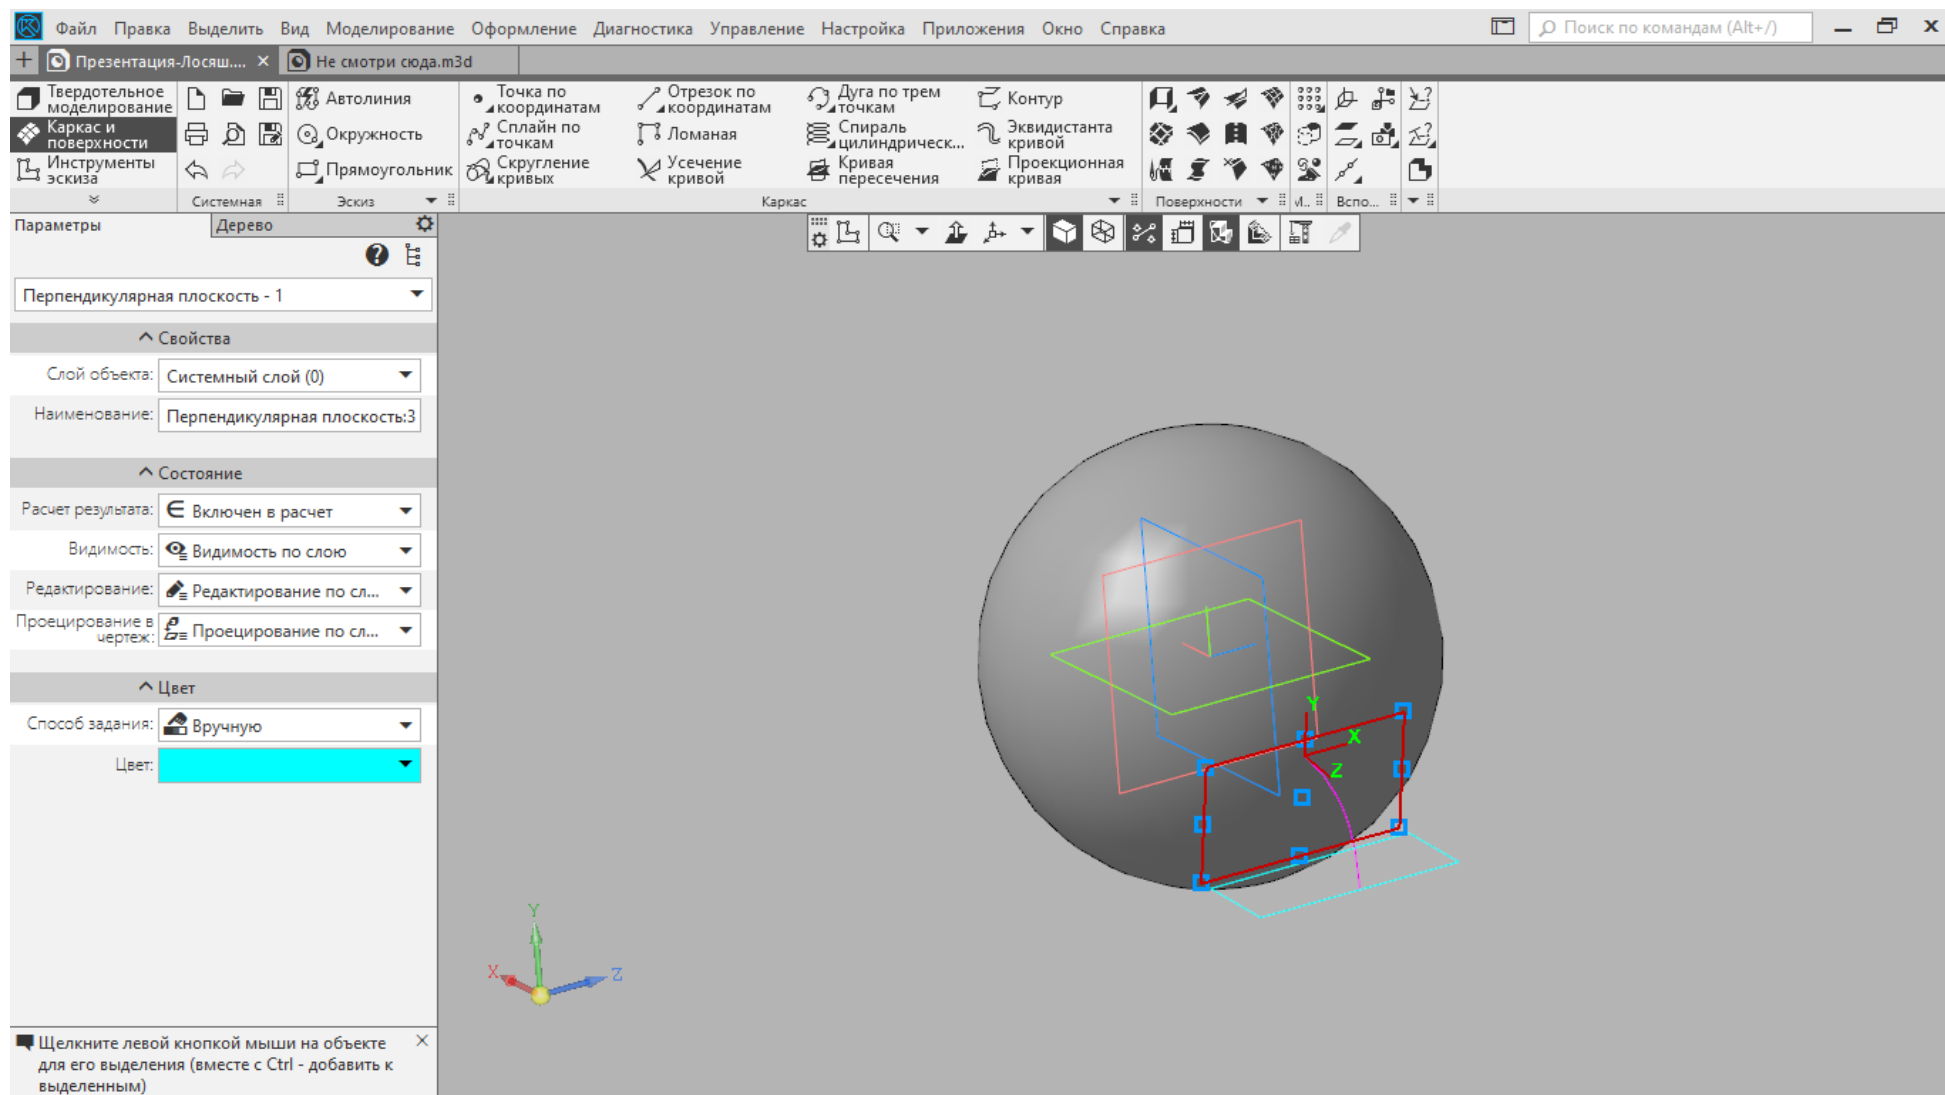 Файл Правка Выделить Вид Моделирование Оформление Диагностика Управление Настройка Приложения Окно Справка Поиск по командам (Alt+/)
Презентация-Лосяш.... Не смотри сюда.m3d
Твердотельное моделирование
Каркас и поверхности
Инструменты эскиза
Системная
Автолиния
Окружность
Прямоугольник
Эскиз
Точка по координатам
Сплайн по точкам
Скругление кривых
Отрезок по координатам
Ломаная
Усечение кривой
Дуга по трем точкам
Спираль цилиндрическ...
Кривая пересечения
Контур
Эквидистанта кривой
Проекционная кривая
Каркас
Поверхности
И..
Вспо...
Параметры Дерево
Перпендикулярная плоскость - 1
Свойства
Слой объекта: Системный слой (0)
Наименование: Перпендикулярная плоскость:3
Состояние
Расчет результата: Включен в расчет
Видимость: Видимость по слою
Редактирование: Редактирование по сл...
Проецирование в чертеж: Проецирование по сл...
Цвет
Способ задания: Вручную
Цвет:
Y
X
Z
Y
X
Z
Щелкните левой кнопкой мыши на объекте
для его выделения (вместе с Ctrl - добавить к
выделенным)